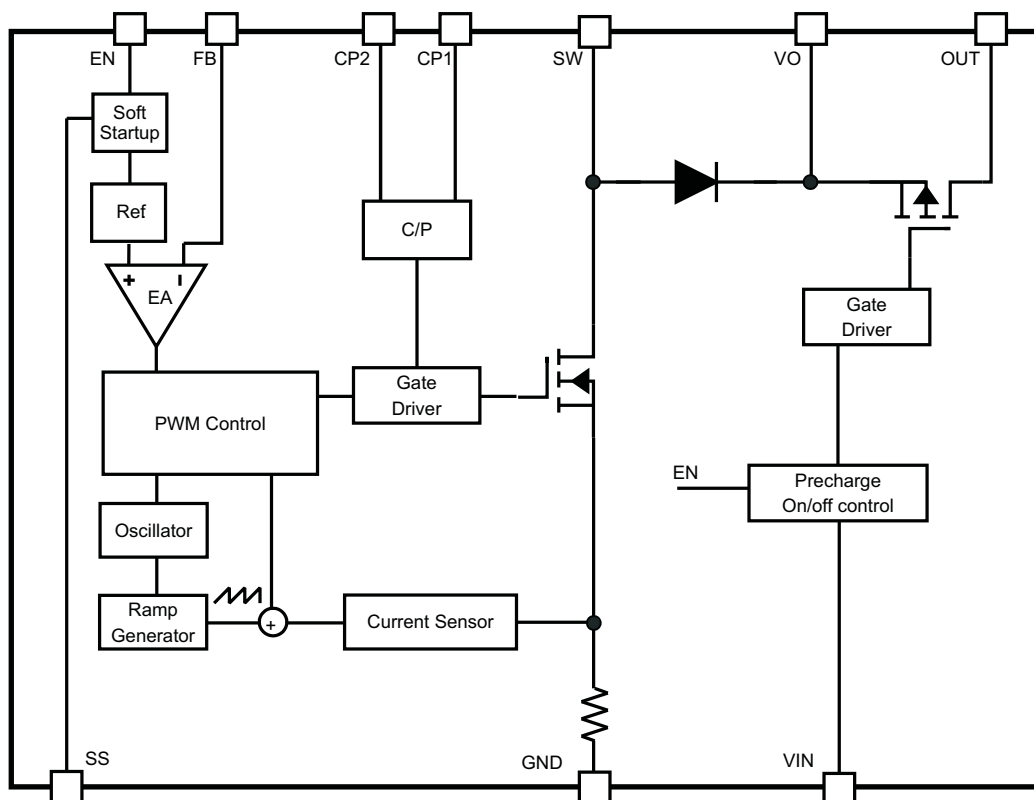 EN
FB
CP2
CP1
SW
VO
OUT
Soft
Startup
Ref
C/P
+
-
EA
Gate
Driver
PWM Control
Gate
Driver
EN
Precharge
On/off control
Oscillator
Ramp
Generator
+
Current Sensor
SS
GND
VIN